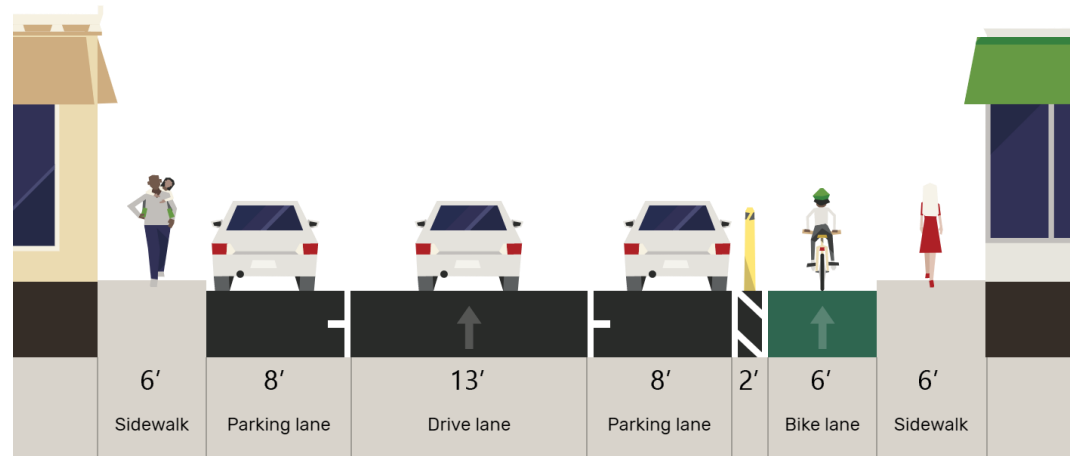 6′ 8′ 13′ 8′ 2′ 6′ 6′
Sidewalk Parking lane Drive lane Parking lane Bike lane Sidewalk